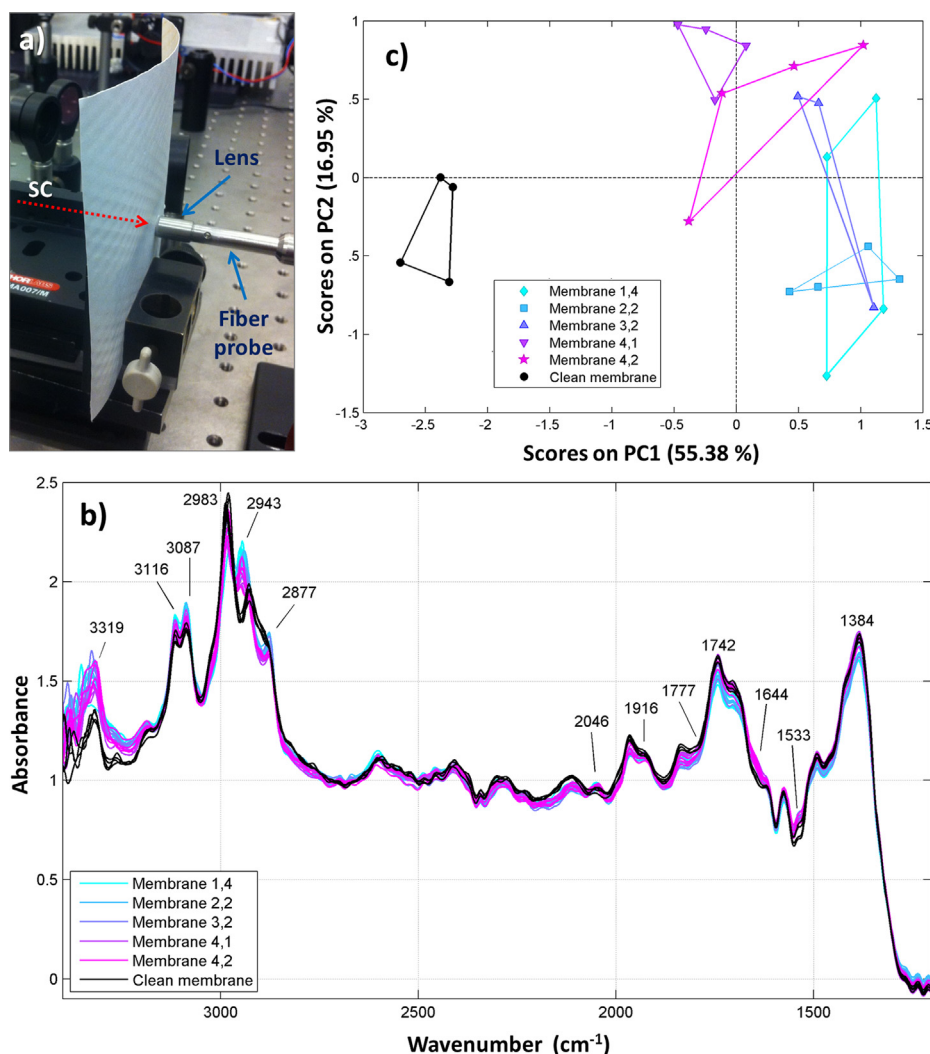 a)
SC
Lens
Fiber
probe
MA007/M
c)
Scores on PC2 (16.95 %)
1
.5
0
.5
-1
-1.5
-3
-2.5
-2
-1.5
-1
-0.5
0
0.5
1
1.5
Scores on PC1 (55.38 %)
Membrane 1,4
Membrane 2,2
Membrane 3,2
Membrane 4,1
Membrane 4,2
Clean membrane
b)
Absorbance
2.5
2
1.5
1
0.5
0
3319
3116
3087
2983
2943
2877
2046
1916
1777
1742
1644
1533
1384
Membrane 1,4
Membrane 2,2
Membrane 3,2
Membrane 4,1
Membrane 4,2
Clean membrane
3000
2500
2000
1500
Wavenumber (cm⁻¹)